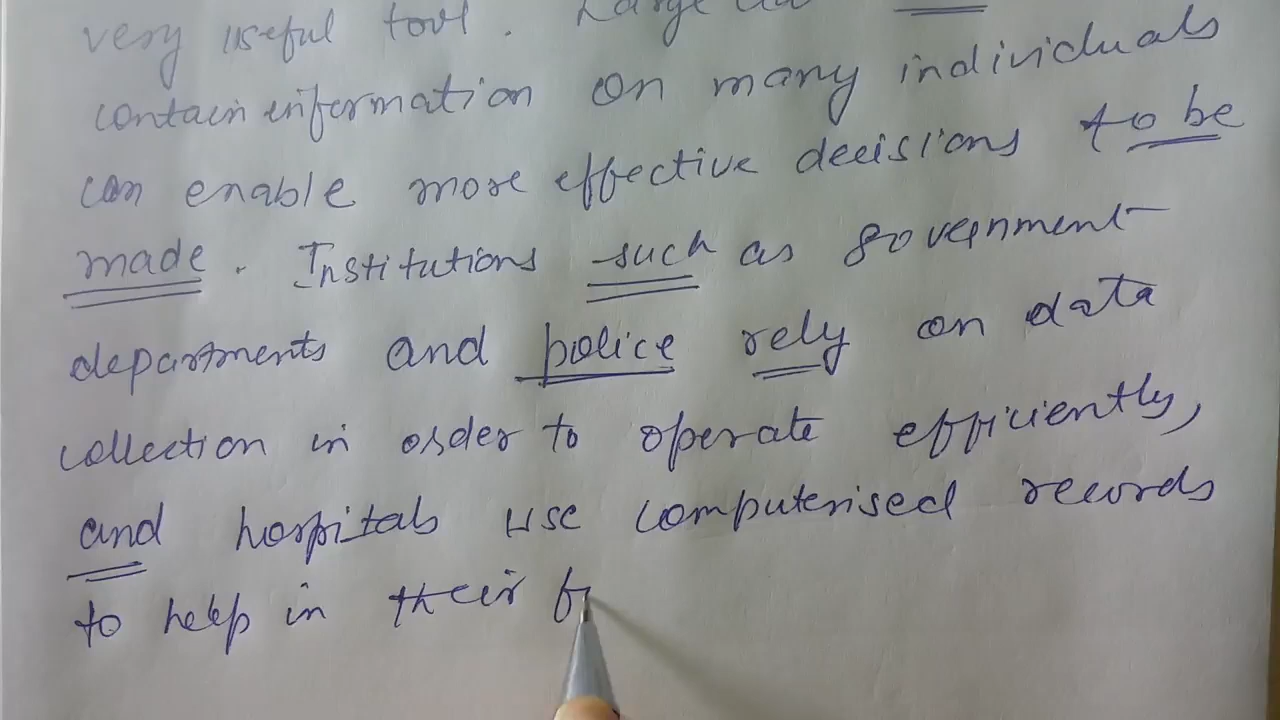 very useful tool. Large
contain information on many individuals
can enable more effective decisions to be
made. Institutions such as government
departments and police rely on data
collection in order to operate efficiently,
and hospitals use computerised records
to help in their